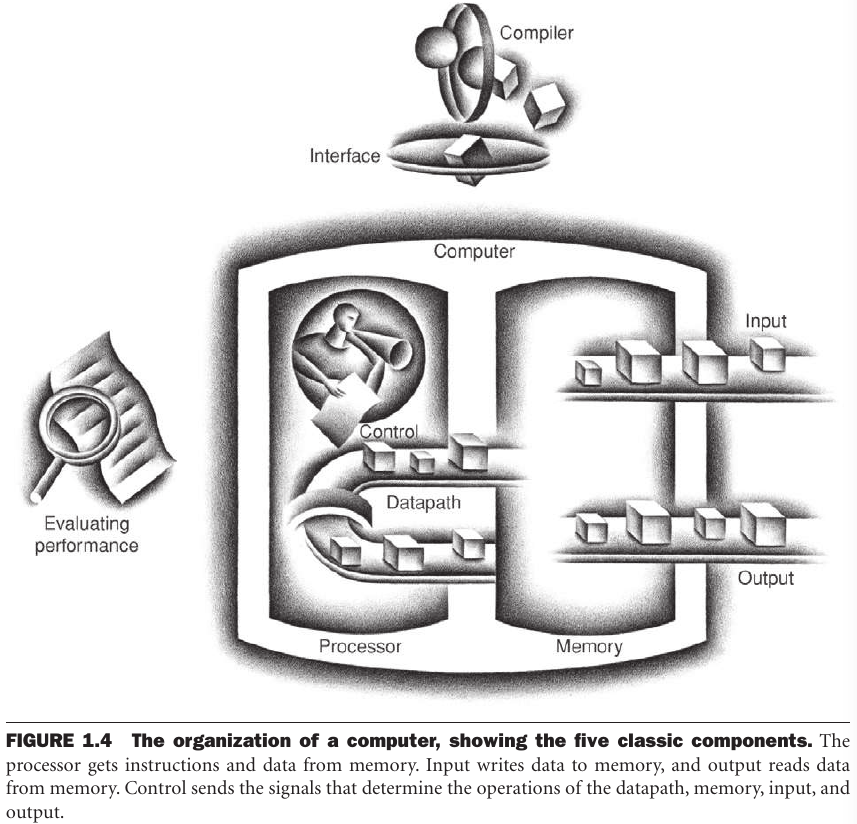 Compiler
Interface
Computer
Input
Control
Datapath
Evaluating
performance
Output
Processor
Memory
FIGURE 1.4 The organization of a computer, showing the five classic components. The
processor gets instructions and data from memory. Input writes data to memory, and output reads data
from memory. Control sends the signals that determine the operations of the datapath, memory, input, and
output.